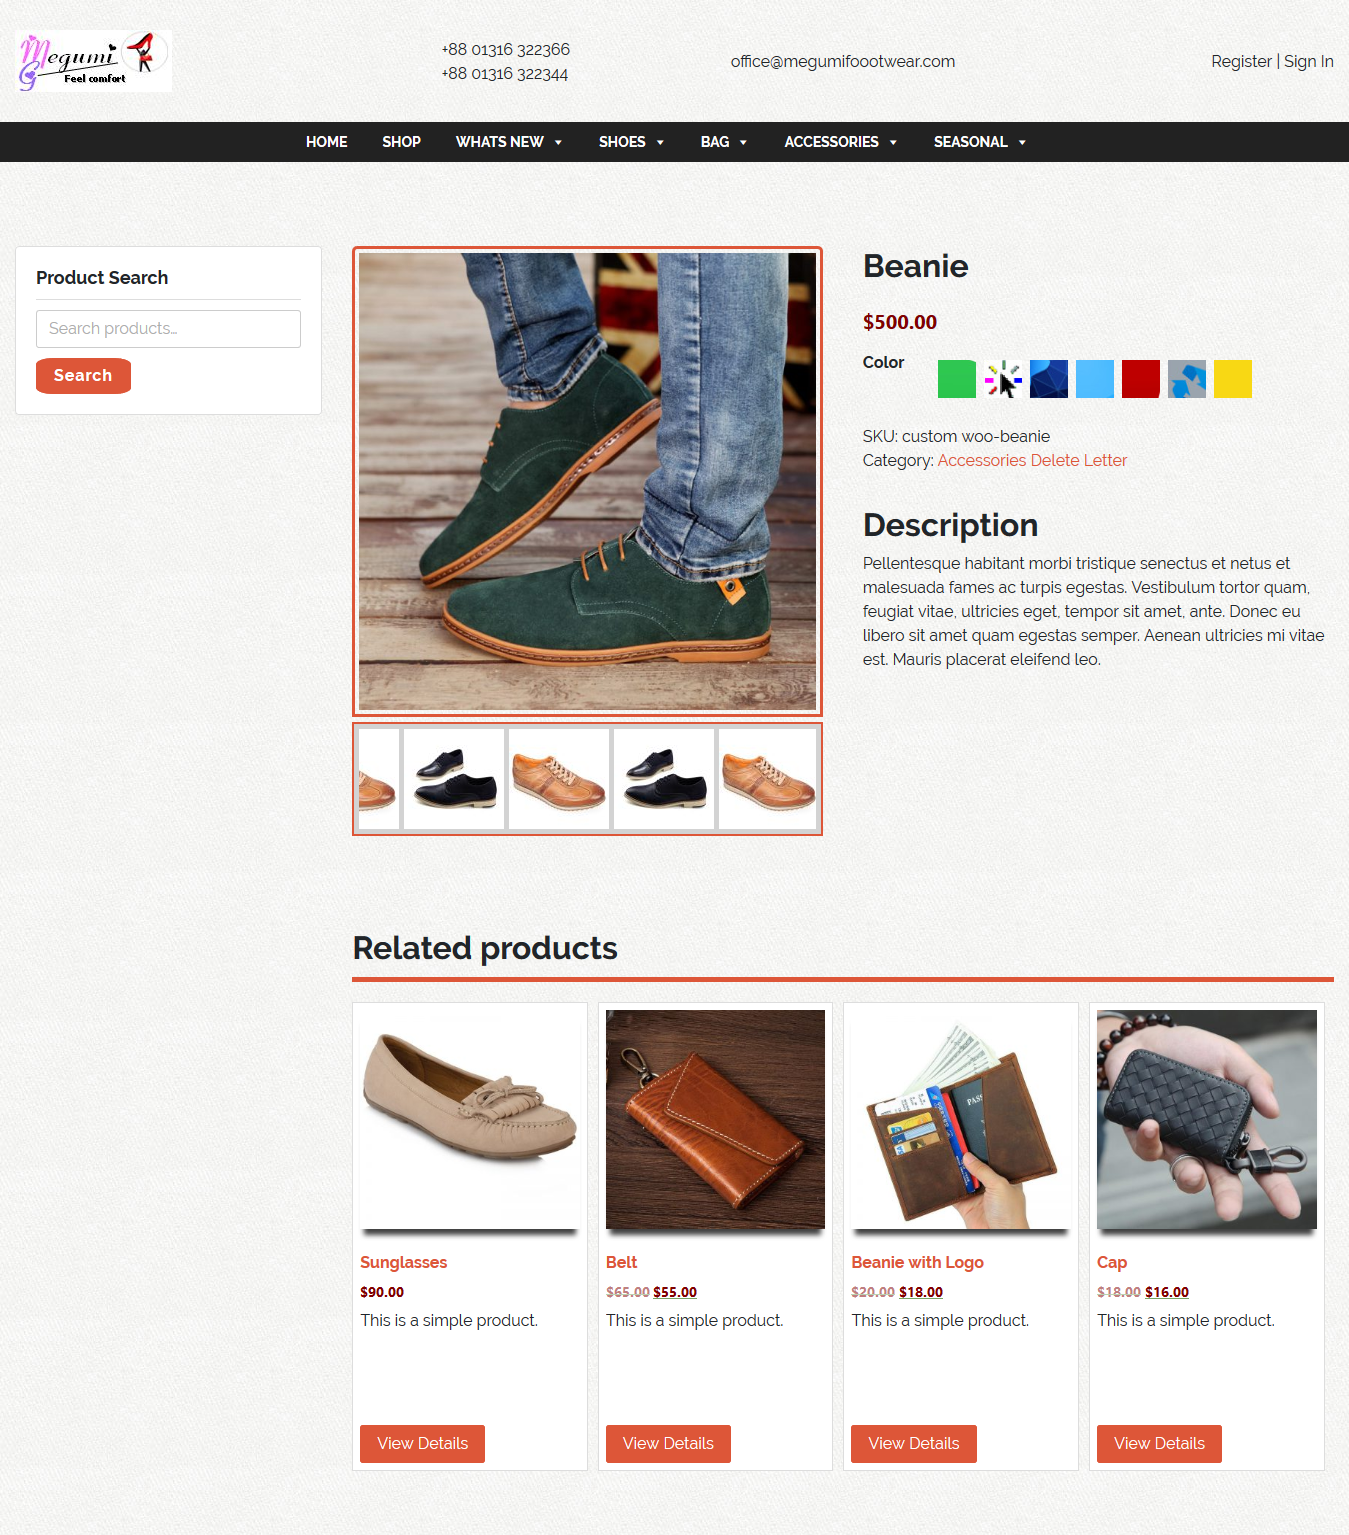 Megumi
G
Feel comfort
+88 01316 322366
+88 01316 322344
office@megumifoootwear.com
Register | Sign In
HOME SHOP WHATS NEW SHOES BAG ACCESSORIES SEASONAL
Product Search
Search products…
Search
Beanie
$500.00
Color
SKU: custom woo-beanie
Category: Accessories Delete Letter
Description
Pellentesque habitant morbi tristique senectus et netus et
malesuada fames ac turpis egestas. Vestibulum tortor quam,
feugiat vitae, ultricies eget, tempor sit amet, ante. Donec eu
libero sit amet quam egestas semper. Aenean ultricies mi vitae
est. Mauris placerat eleifend leo.
Related products
PASS
Sunglasses
$90.00
This is a simple product.
View Details
Belt
$65.00 $55.00
This is a simple product.
View Details
Beanie with Logo
$20.00 $18.00
This is a simple product.
View Details
Cap
$18.00 $16.00
This is a simple product.
View Details